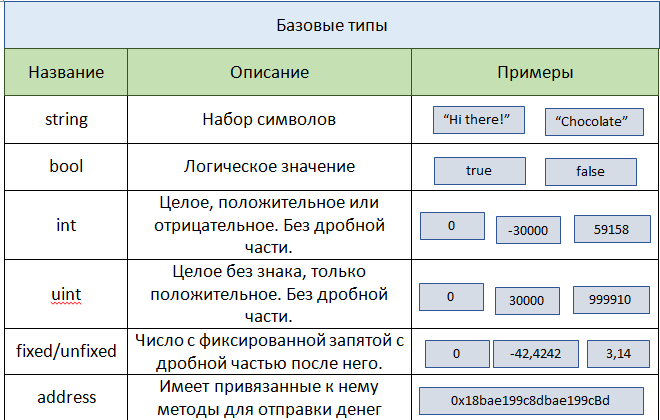 Базовые типы
Название Описание Примеры
string Набор символов “Hi there!” “Chocolate”
bool Логическое значение true false
Целое, положительное или
int отрицательное. Без дробной 0 -30000 59158
части.
Целое без знака, только
uint положительное. Без дробной 0 30000 999910
части.
fixed/unfixed Число с фиксированной запятой с 0 -42,4242 3,14
дробной частью после него.
address Имеет привязанные к нему 0x18bae199c8dbae199cBd
методы для отправки денег